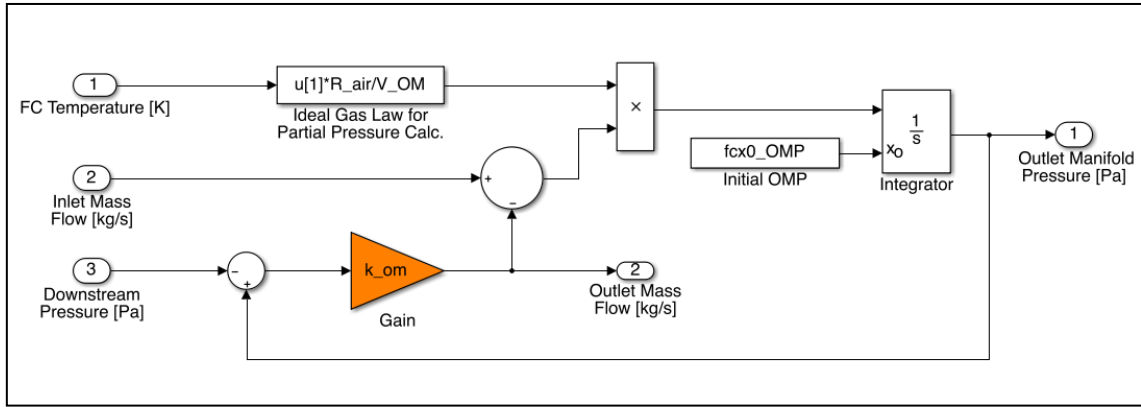 1
FC Temperature [K]
u[1]*R_air/V_OM
Ideal Gas Law for
Partial Pressure Calc.
×
fcx0_OMP
Initial OMP
1
s
xo
Integrator
1
Outlet Manifold
Pressure [Pa]
2
Inlet Mass
Flow [kg/s]
+
−
3
Downstream
Pressure [Pa]
−
+
k_om
Gain
2
Outlet Mass
Flow [kg/s]